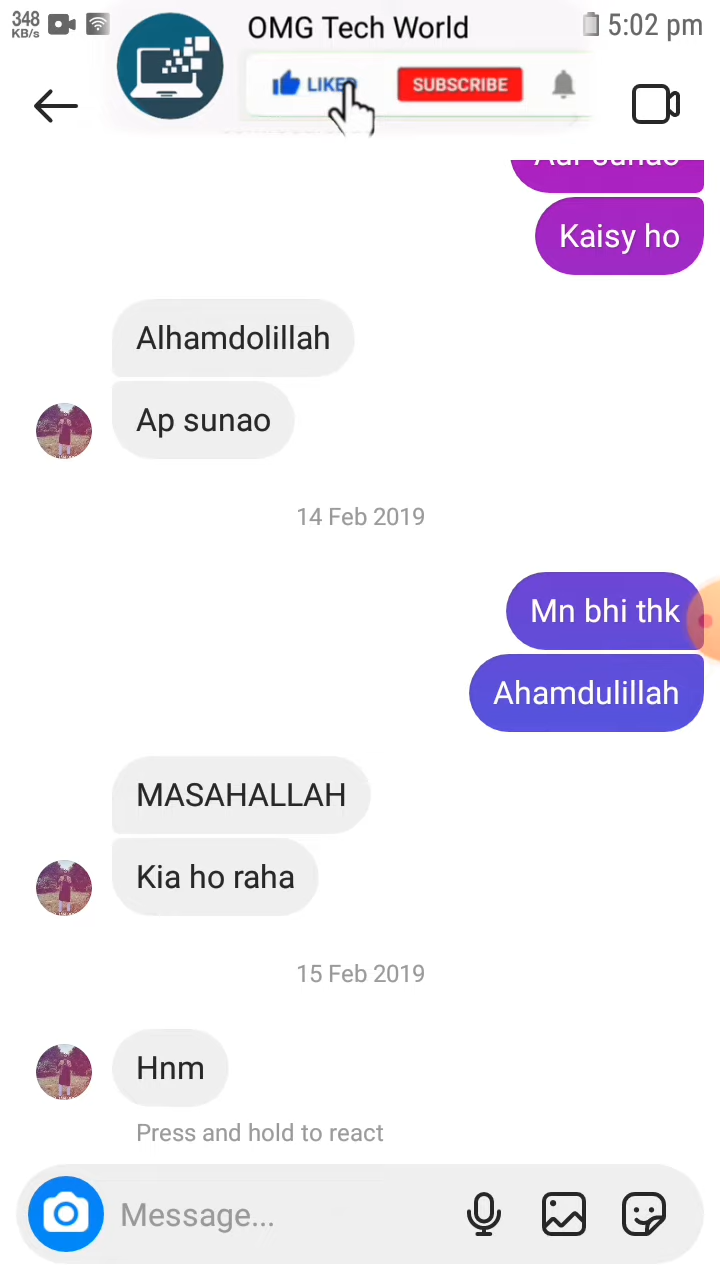 348
KB/s
5:02 pm
OMG Tech World
LIKED
SUBSCRIBE
Kaisy ho
Alhamdolillah
Ap sunao
14 Feb 2019
Mn bhi thk
Ahamdulillah
MASAHALLAH
Kia ho raha
15 Feb 2019
Hnm
Press and hold to react
Message...